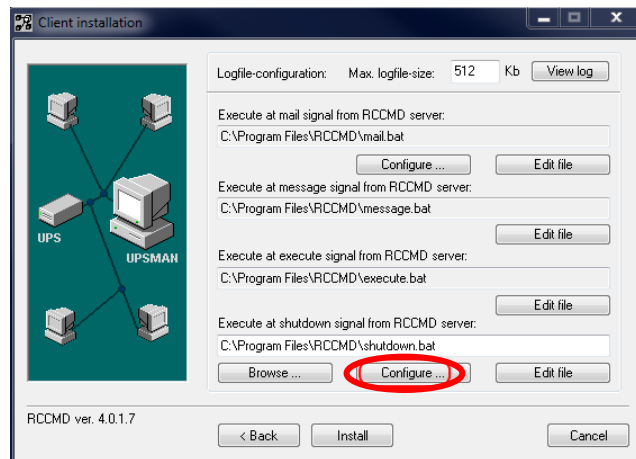 Client installation
Logfile-configuration: Max. logfile-size: 512 Kb View log
Execute at mail signal from RCCMD server:
C:\Program Files\RCCMD\mail.bat
Configure ... Edit file
Execute at message signal from RCCMD server:
C:\Program Files\RCCMD\message.bat
Edit file
UPS
UPSMAN
Execute at execute signal from RCCMD server:
C:\Program Files\RCCMD\execute.bat
Edit file
Execute at shutdown signal from RCCMD server:
C:\Program Files\RCCMD\shutdown.bat
Browse ... Configure ... Edit file
RCCMD ver. 4.0.1.7
< Back Install Cancel